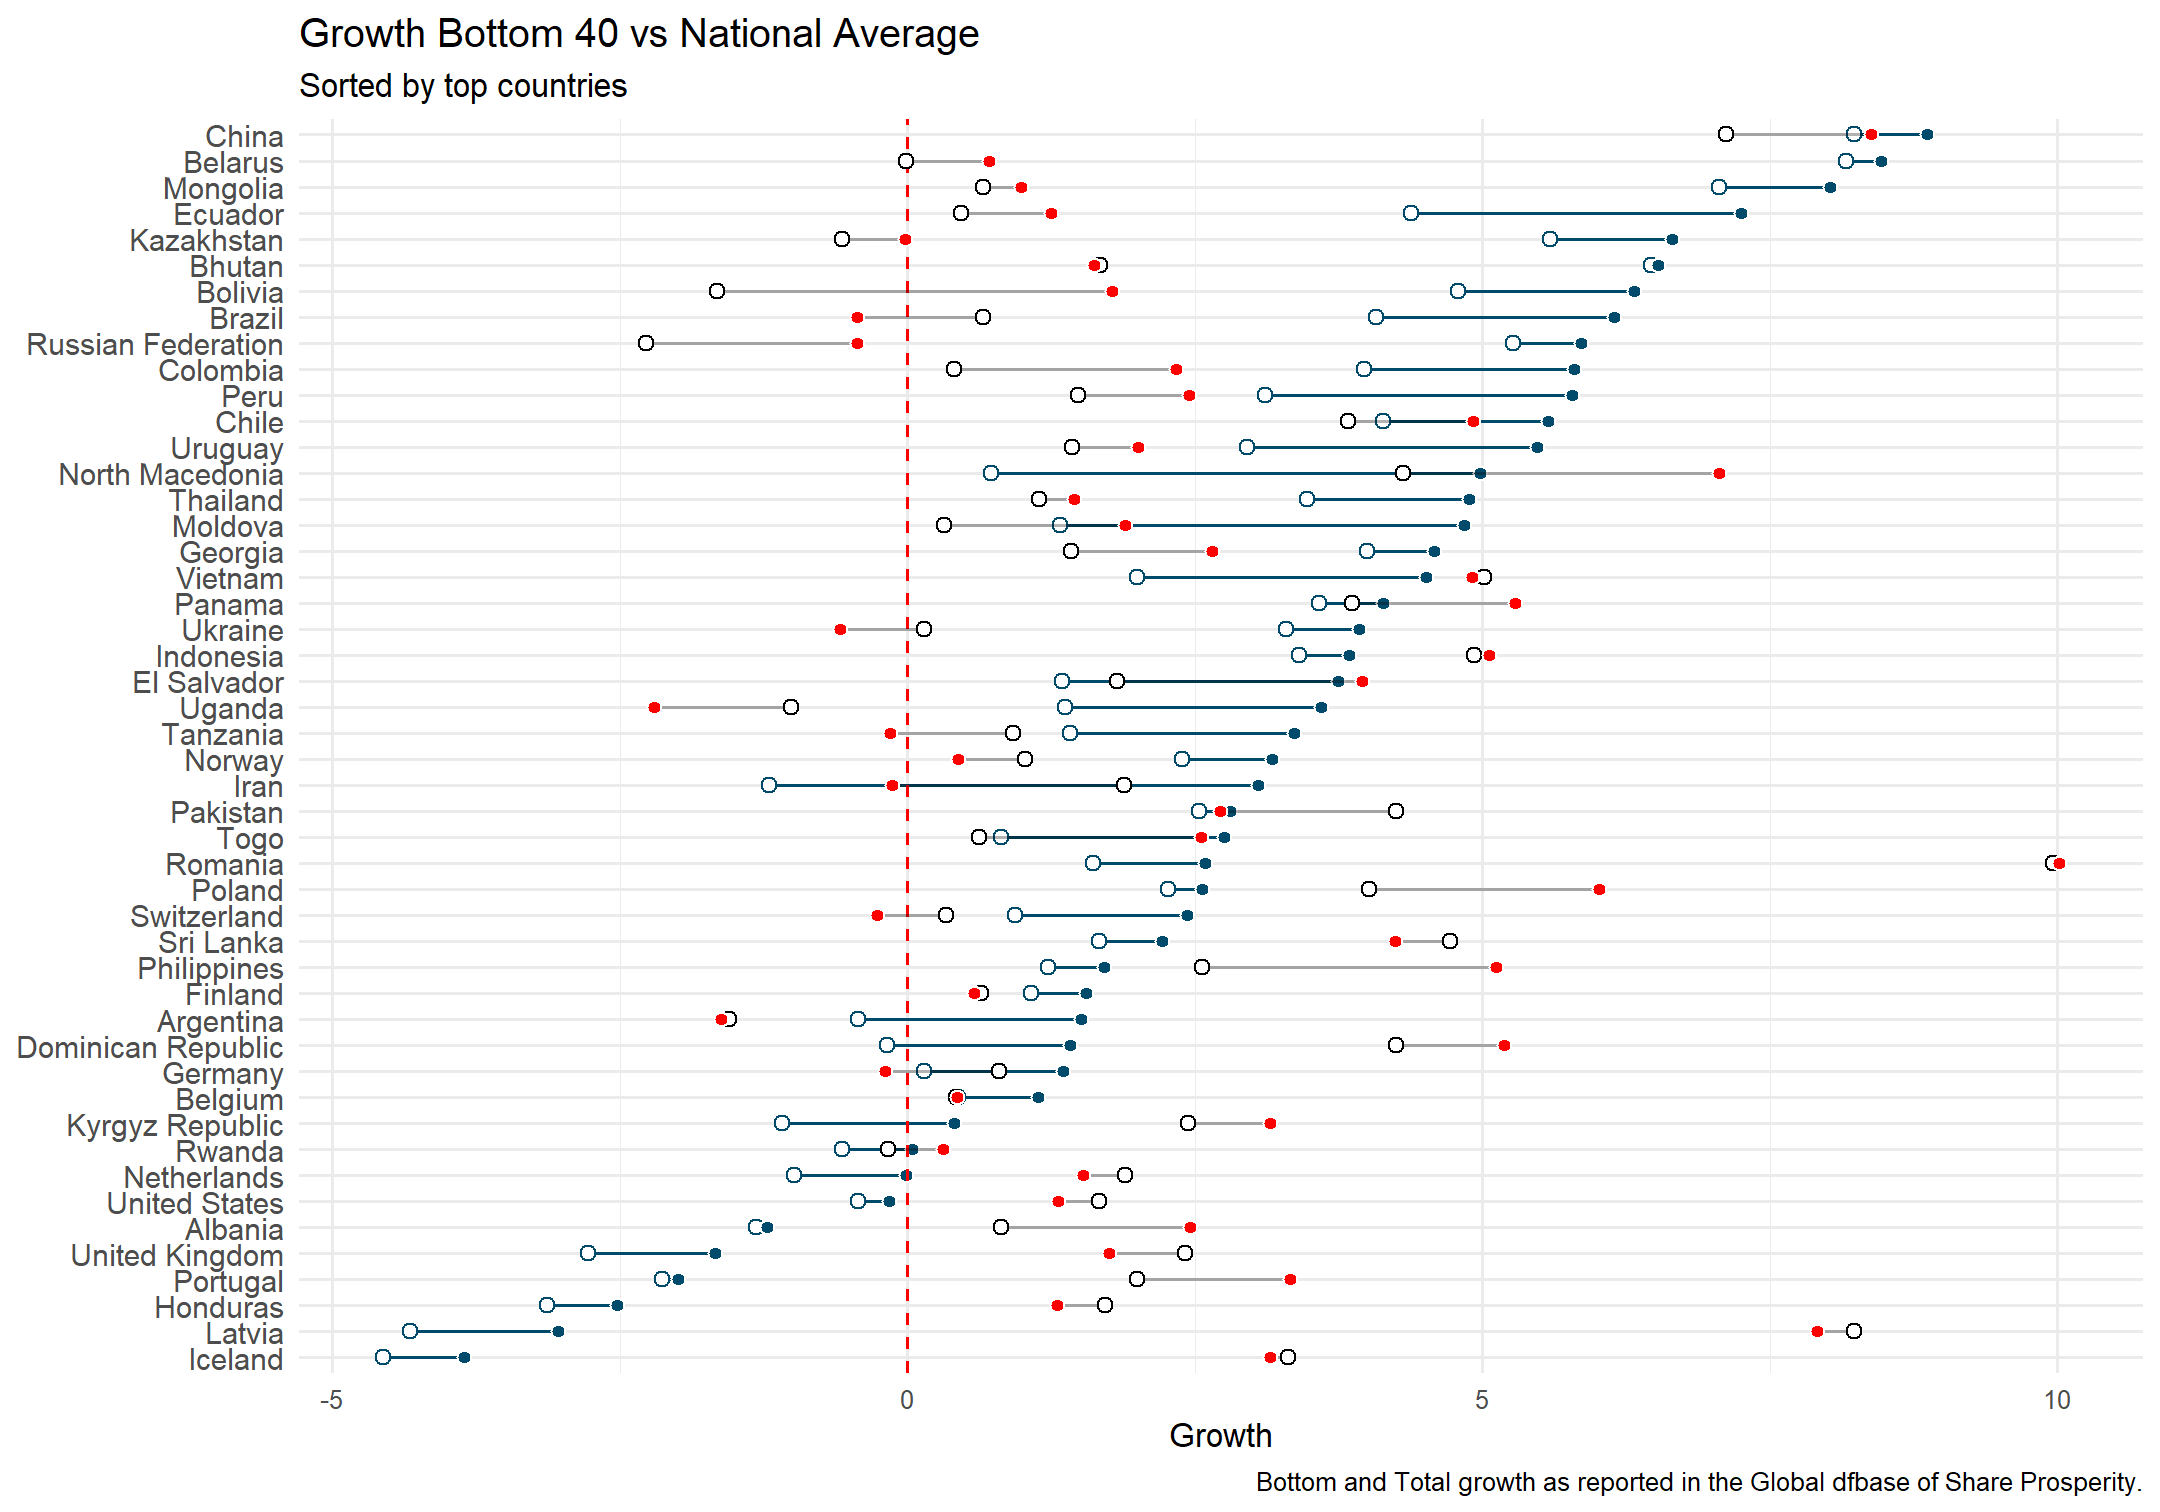 Growth Bottom 40 vs National Average
Sorted by top countries
China
Belarus
Mongolia
Ecuador
Kazakhstan
Bhutan
Bolivia
Brazil
Russian Federation
Colombia
Peru
Chile
Uruguay
North Macedonia
Thailand
Moldova
Georgia
Vietnam
Panama
Ukraine
Indonesia
El Salvador
Uganda
Tanzania
Norway
Iran
Pakistan
Togo
Romania
Poland
Switzerland
Sri Lanka
Philippines
Finland
Argentina
Dominican Republic
Germany
Belgium
Kyrgyz Republic
Rwanda
Netherlands
United States
Albania
United Kingdom
Portugal
Honduras
Latvia
Iceland
-5 0 5 10
Growth
Bottom and Total growth as reported in the Global dfbase of Share Prosperity.